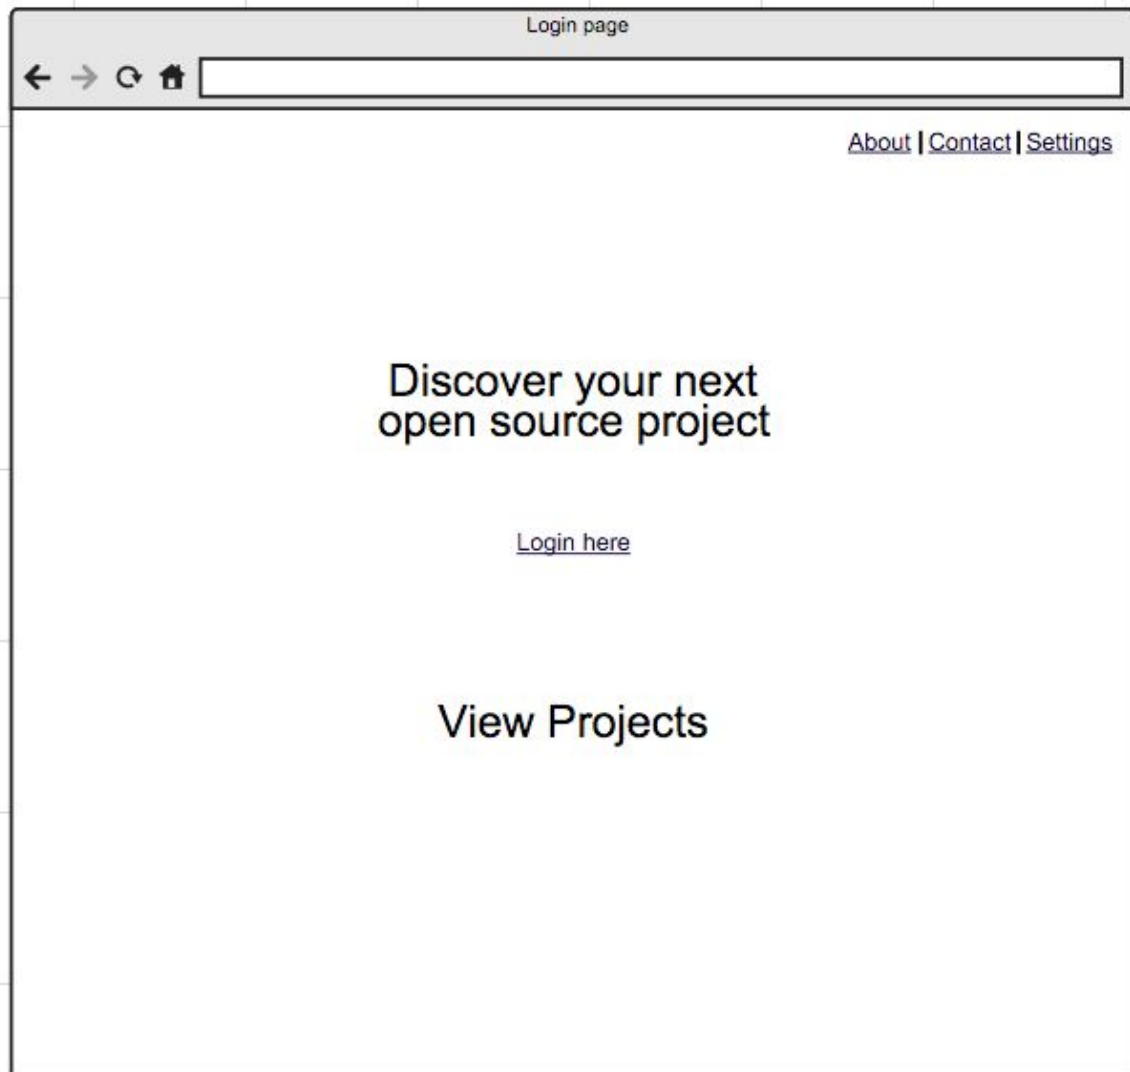 Login page
About | Contact | Settings
Discover your next
open source project
Login here
View Projects